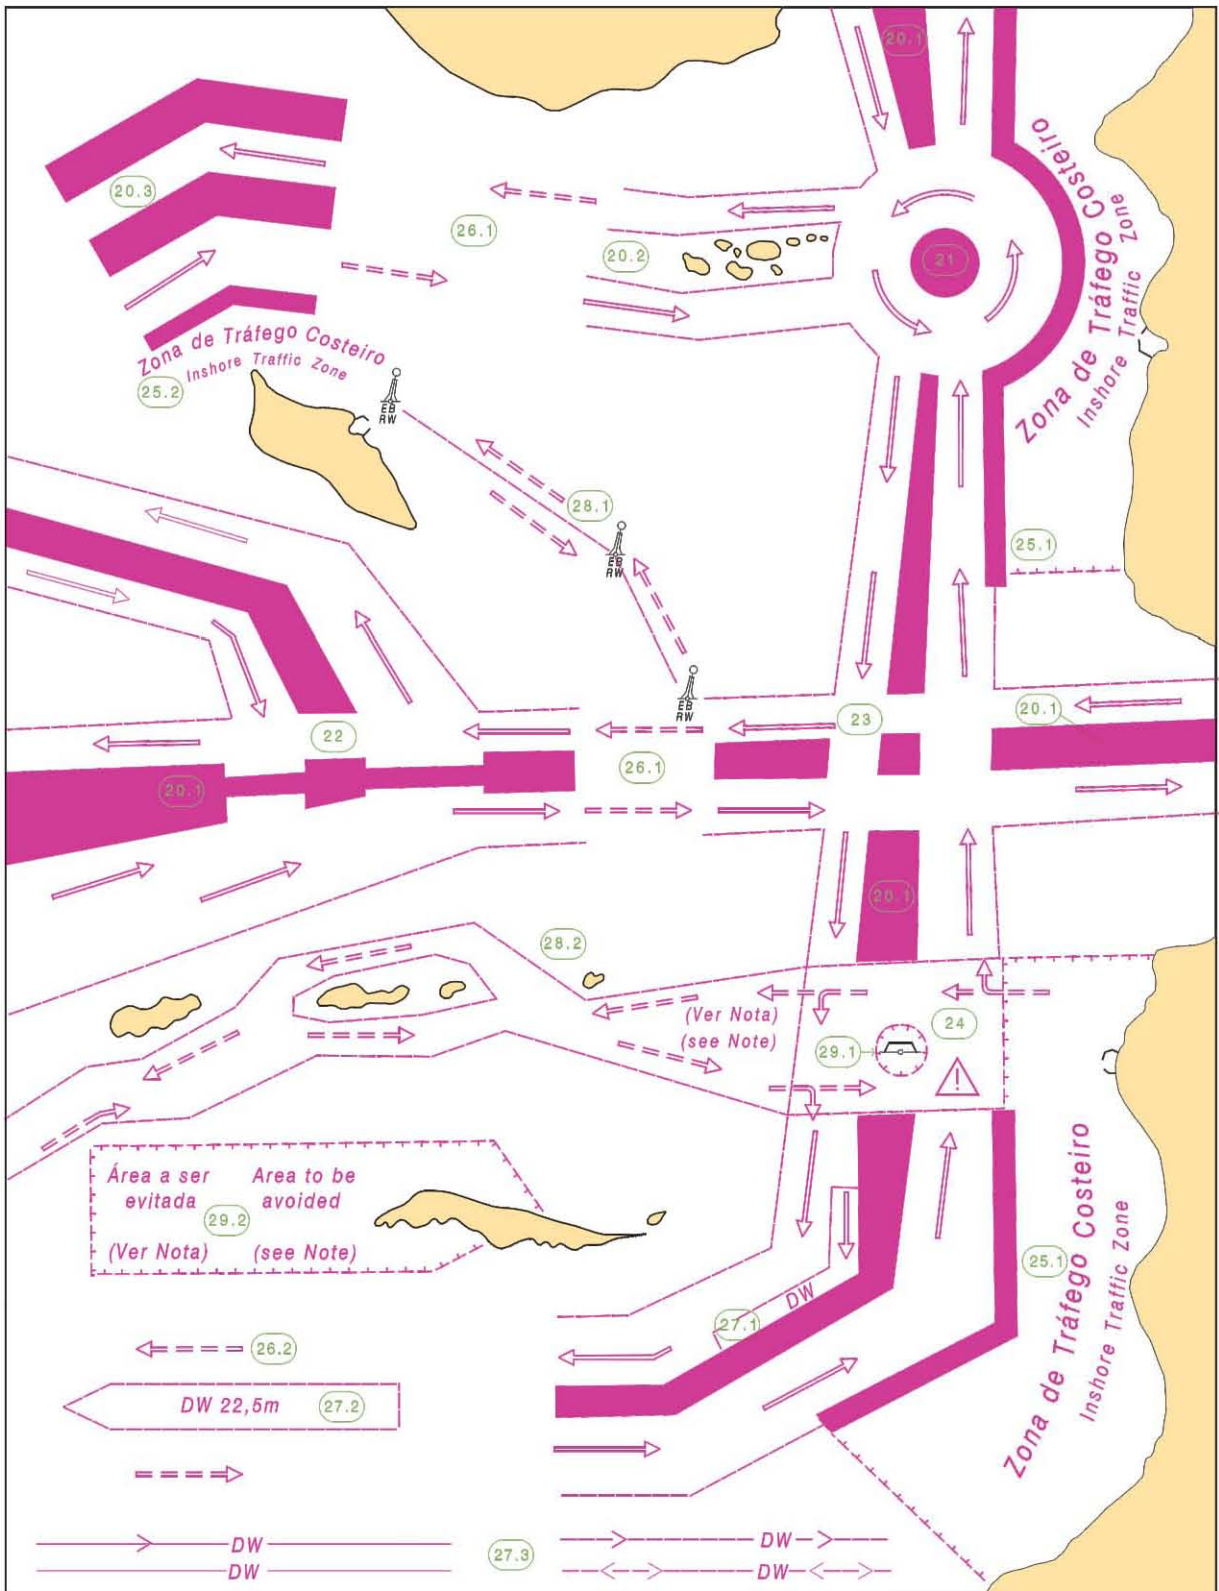 20.1
20.3
26.1
20.2
21
Zona de Tráfego Costeiro
Inshore Traffic Zone
Zona de Tráfego Costeiro
Inshore Traffic Zone
25.2
EB
RW
28.1
EB
RW
25.1
EB
RW
20.1
23
22
26.1
20.1
20.1
28.2
(Ver Nota)
(see Note)
24
29.1
!
Área a ser
evitada
(Ver Nota)
Area to be
avoided
(see Note)
29.2
Zona de Tráfego Costeiro
Inshore Traffic Zone
25.1
DW
27.1
26.2
DW 22,5m
27.2
DW
DW
27.3
DW
DW